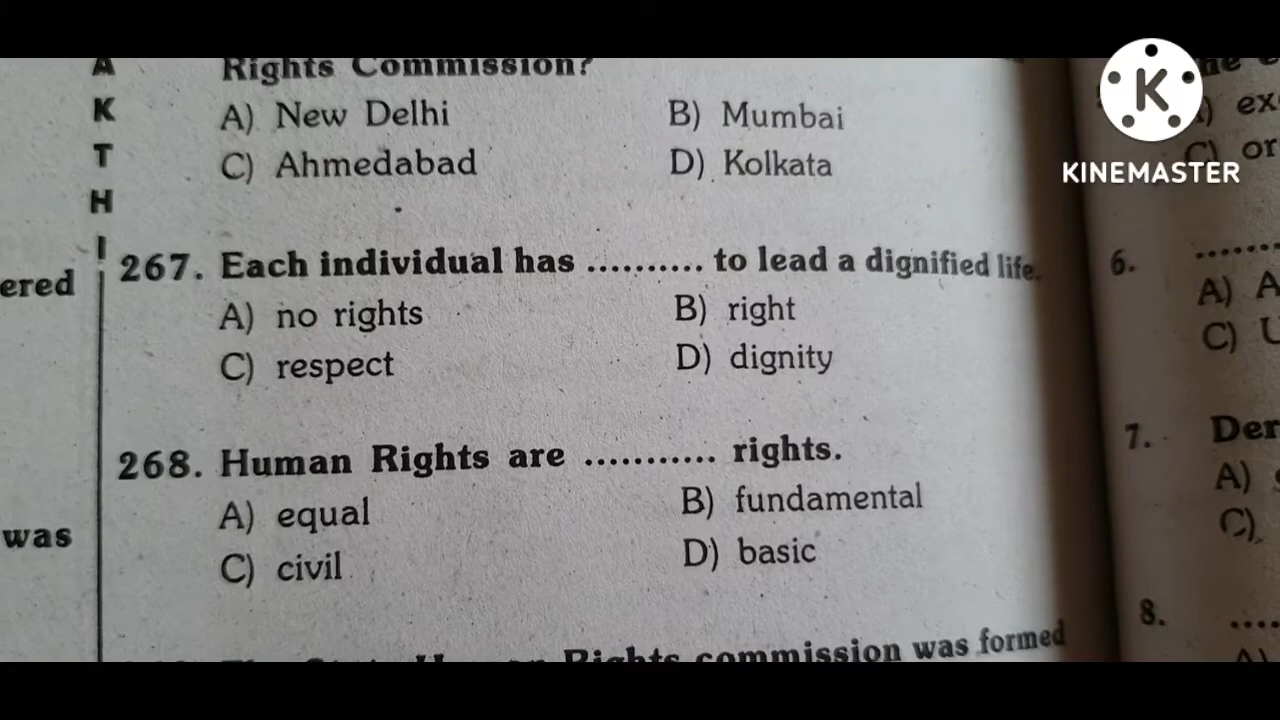 A
K
T
H
I
ered
was
Rights Commission?
A) New Delhi B) Mumbai
C) Ahmedabad D) Kolkata
267. Each individual has .......... to lead a dignified life.
A) no rights B) right
C) respect D) dignity
268. Human Rights are ........... rights.
A) equal B) fundamental
C) civil D) basic
Rights commission was formed
K
KINEMASTER
C) or
6. ......
A) A
C) U
7. Der
A)
C)
8. ....